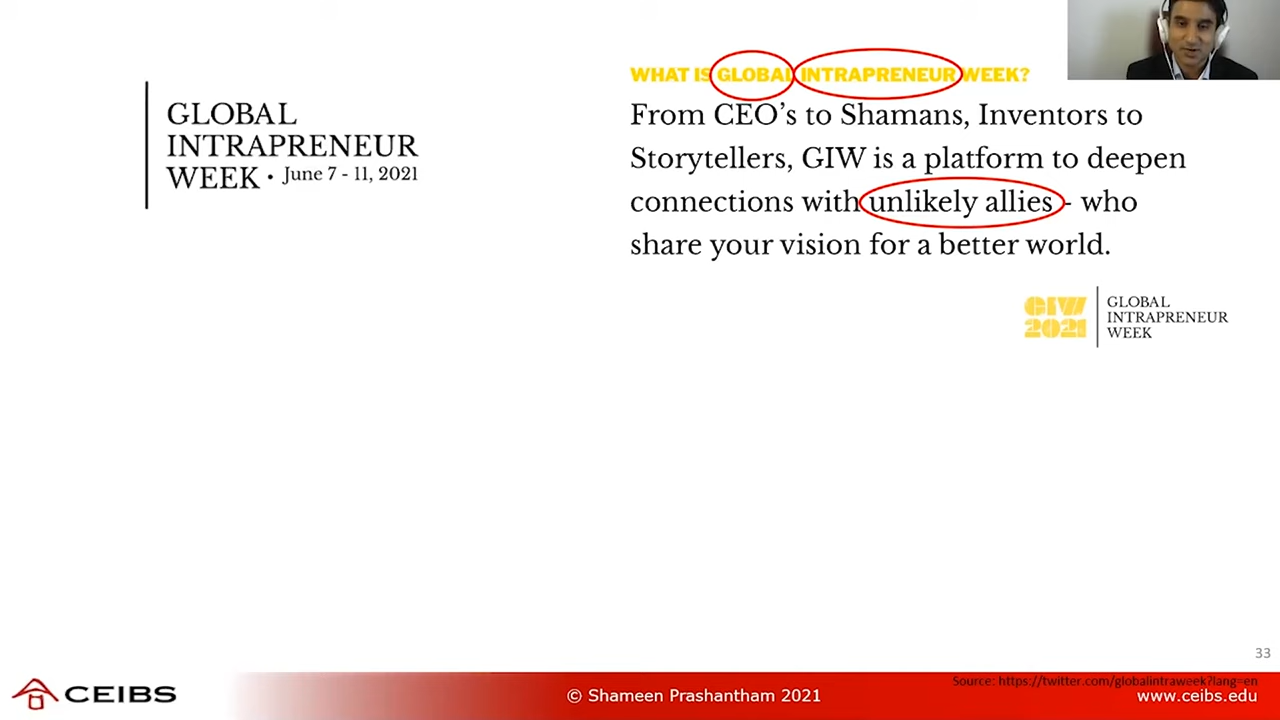 GLOBAL
INTRAPRENEUR
WEEK · June 7 - 11, 2021
WHAT IS GLOBAL INTRAPRENEUR WEEK?
From CEO’s to Shamans, Inventors to
Storytellers, GIW is a platform to deepen
connections with unlikely allies - who
share your vision for a better world.
GIW
2021
GLOBAL
INTRAPRENEUR
WEEK
33
Source: https://twitter.com/globalintraweek?lang=en
CEIBS
© Shameen Prashantham 2021
www.ceibs.edu